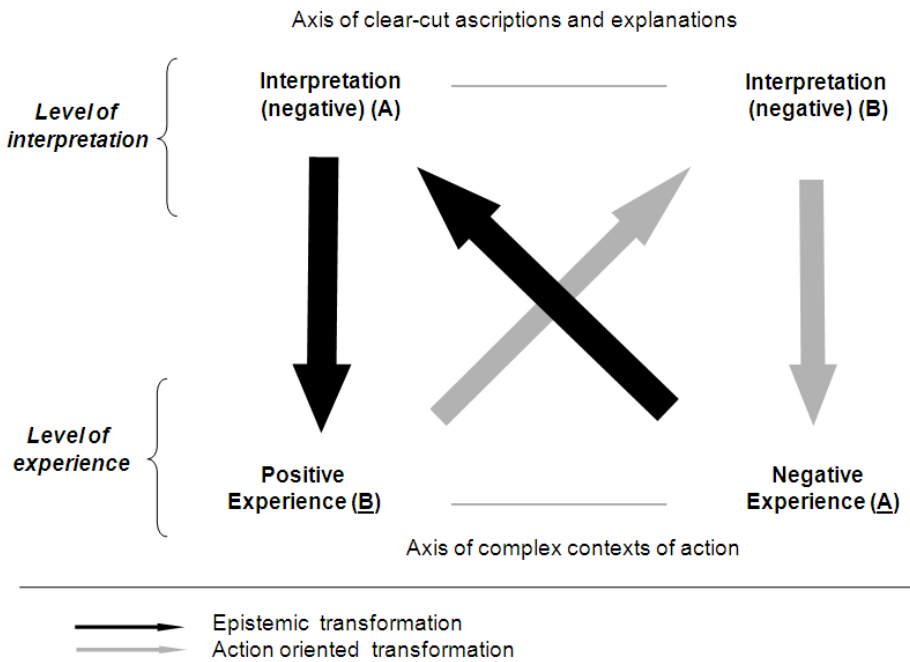 Axis of clear-cut ascriptions and explanations
Interpretation
(negative) (A)
Interpretation
(negative) (B)
Level of
interpretation
Level of
experience
Positive
Experience (B)
Negative
Experience (A)
Axis of complex contexts of action
Epistemic transformation
Action oriented transformation